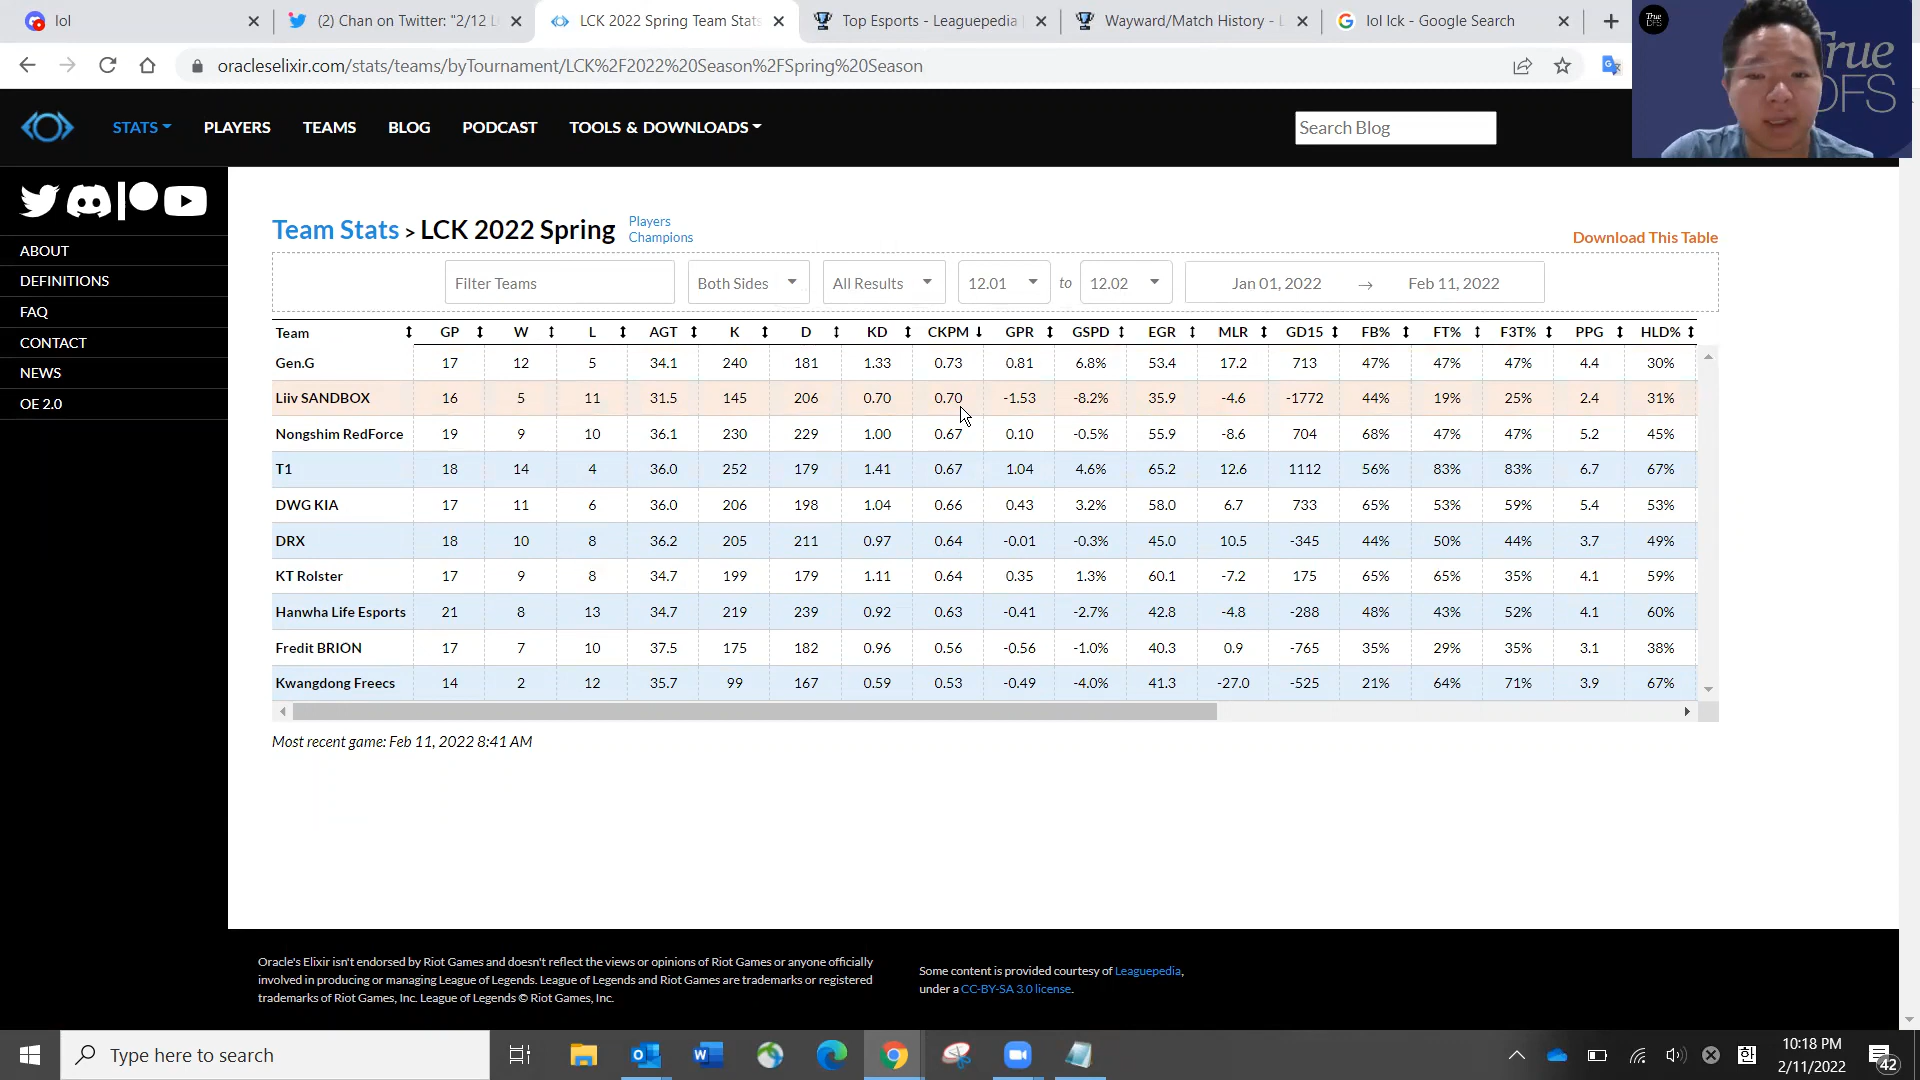 lol
(2) Chan on Twitter: "2/12 L
LCK 2022 Spring Team Stats
Top Esports - Leaguepedia
Wayward/Match History - L
lol lck - Google Search
oracleselixir.com/stats/teams/byTournament/LCK%2F2022%20Season%2FSpring%20Season
True
DFS
True
DFS
STATS
PLAYERS
TEAMS
BLOG
PODCAST
TOOLS & DOWNLOADS
Search Blog
ABOUT
DEFINITIONS
FAQ
CONTACT
NEWS
OE 2.0
Team Stats > LCK 2022 Spring
Players
Champions
Download This Table
Filter Teams
Both Sides
All Results
12.01
to
12.02
Jan 01, 2022 → Feb 11, 2022
Team GP W L AGT K D KD CKPM GPR GSPD EGR MLR GD15 FB% FT% F3T% PPG HLD%
Gen.G 17 12 5 34.1 240 181 1.33 0.73 0.81 6.8% 53.4 17.2 713 47% 47% 47% 4.4 30%
Liiv SANDBOX 16 5 11 31.5 145 206 0.70 0.70 -1.53 -8.2% 35.9 -4.6 -1772 44% 19% 25% 2.4 31%
Nongshim RedForce 19 9 10 36.1 230 229 1.00 0.67 0.10 -0.5% 55.9 -8.6 704 68% 47% 47% 5.2 45%
T1 18 14 4 36.0 252 179 1.41 0.67 1.04 4.6% 65.2 12.6 1112 56% 83% 83% 6.7 67%
DWG KIA 17 11 6 36.0 206 198 1.04 0.66 0.43 3.2% 58.0 6.7 733 65% 53% 59% 5.4 53%
DRX 18 10 8 36.2 205 211 0.97 0.64 -0.01 -0.3% 45.0 10.5 -345 44% 50% 44% 3.7 49%
KT Rolster 17 9 8 34.7 199 179 1.11 0.64 0.35 1.3% 60.1 -7.2 175 65% 65% 35% 4.1 59%
Hanwha Life Esports 21 8 13 34.7 219 239 0.92 0.63 -0.41 -2.7% 42.8 -4.8 -288 48% 43% 52% 4.1 60%
Fredit BRION 17 7 10 37.5 175 182 0.96 0.56 -0.56 -1.0% 40.3 0.9 -765 35% 29% 35% 3.1 38%
Kwangdong Freecs 14 2 12 35.7 99 167 0.59 0.53 -0.49 -4.0% 41.3 -27.0 -525 21% 64% 71% 3.9 67%
Most recent game: Feb 11, 2022 8:41 AM
Oracle's Elixir isn't endorsed by Riot Games and doesn't reflect the views or opinions of Riot Games or anyone officially
involved in producing or managing League of Legends. League of Legends and Riot Games are trademarks or registered
trademarks of Riot Games, Inc. League of Legends © Riot Games, Inc.
Some content is provided courtesy of Leaguepedia,
under a CC-BY-SA 3.0 license.
Type here to search
한
10:18 PM
2/11/2022
42